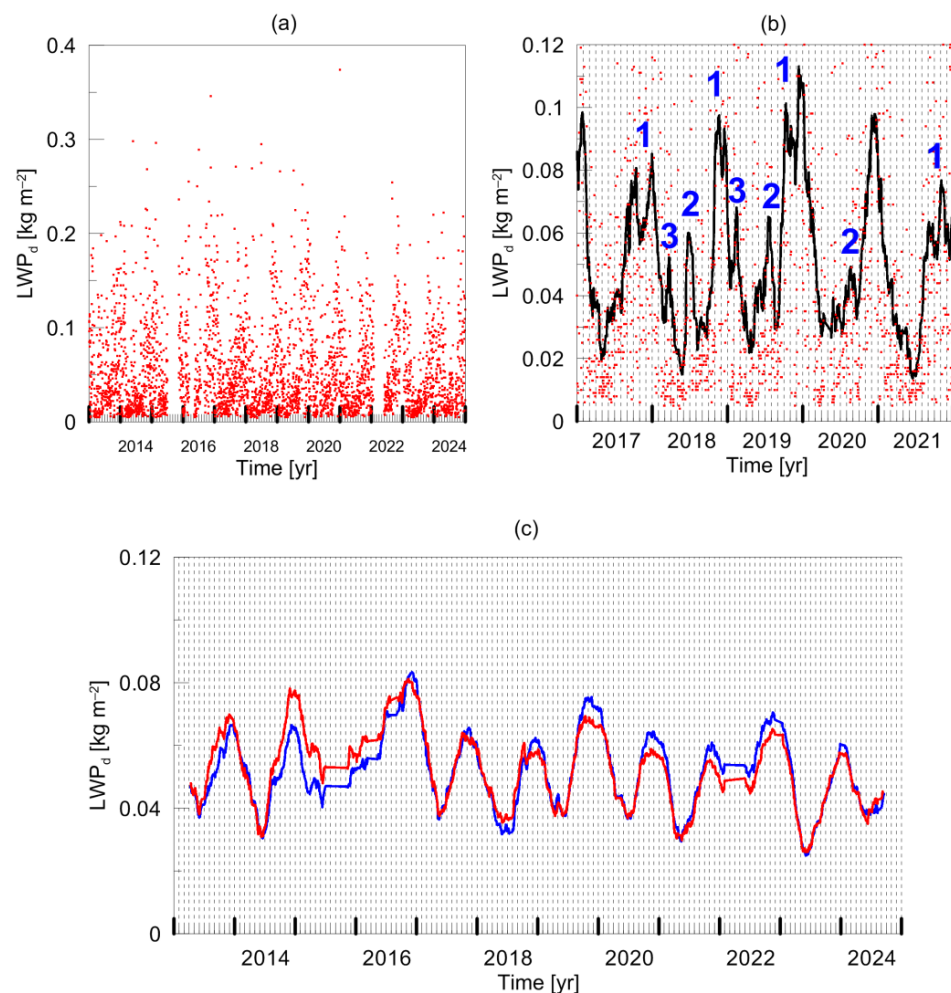 (a)
0.4
0.3
0.2
0.1
0
LWP_d [kg m⁻²]
2014 2016 2018 2020 2022 2024
Time [yr]
(b)
0.12
0.1
0.08
0.06
0.04
0.02
0
LWP_d [kg m⁻²]
1 1 1 1
3 2 3 2 2
2017 2018 2019 2020 2021
Time [yr]
(c)
0.12
0.08
0.04
0
LWP_d [kg m⁻²]
2014 2016 2018 2020 2022 2024
Time [yr]